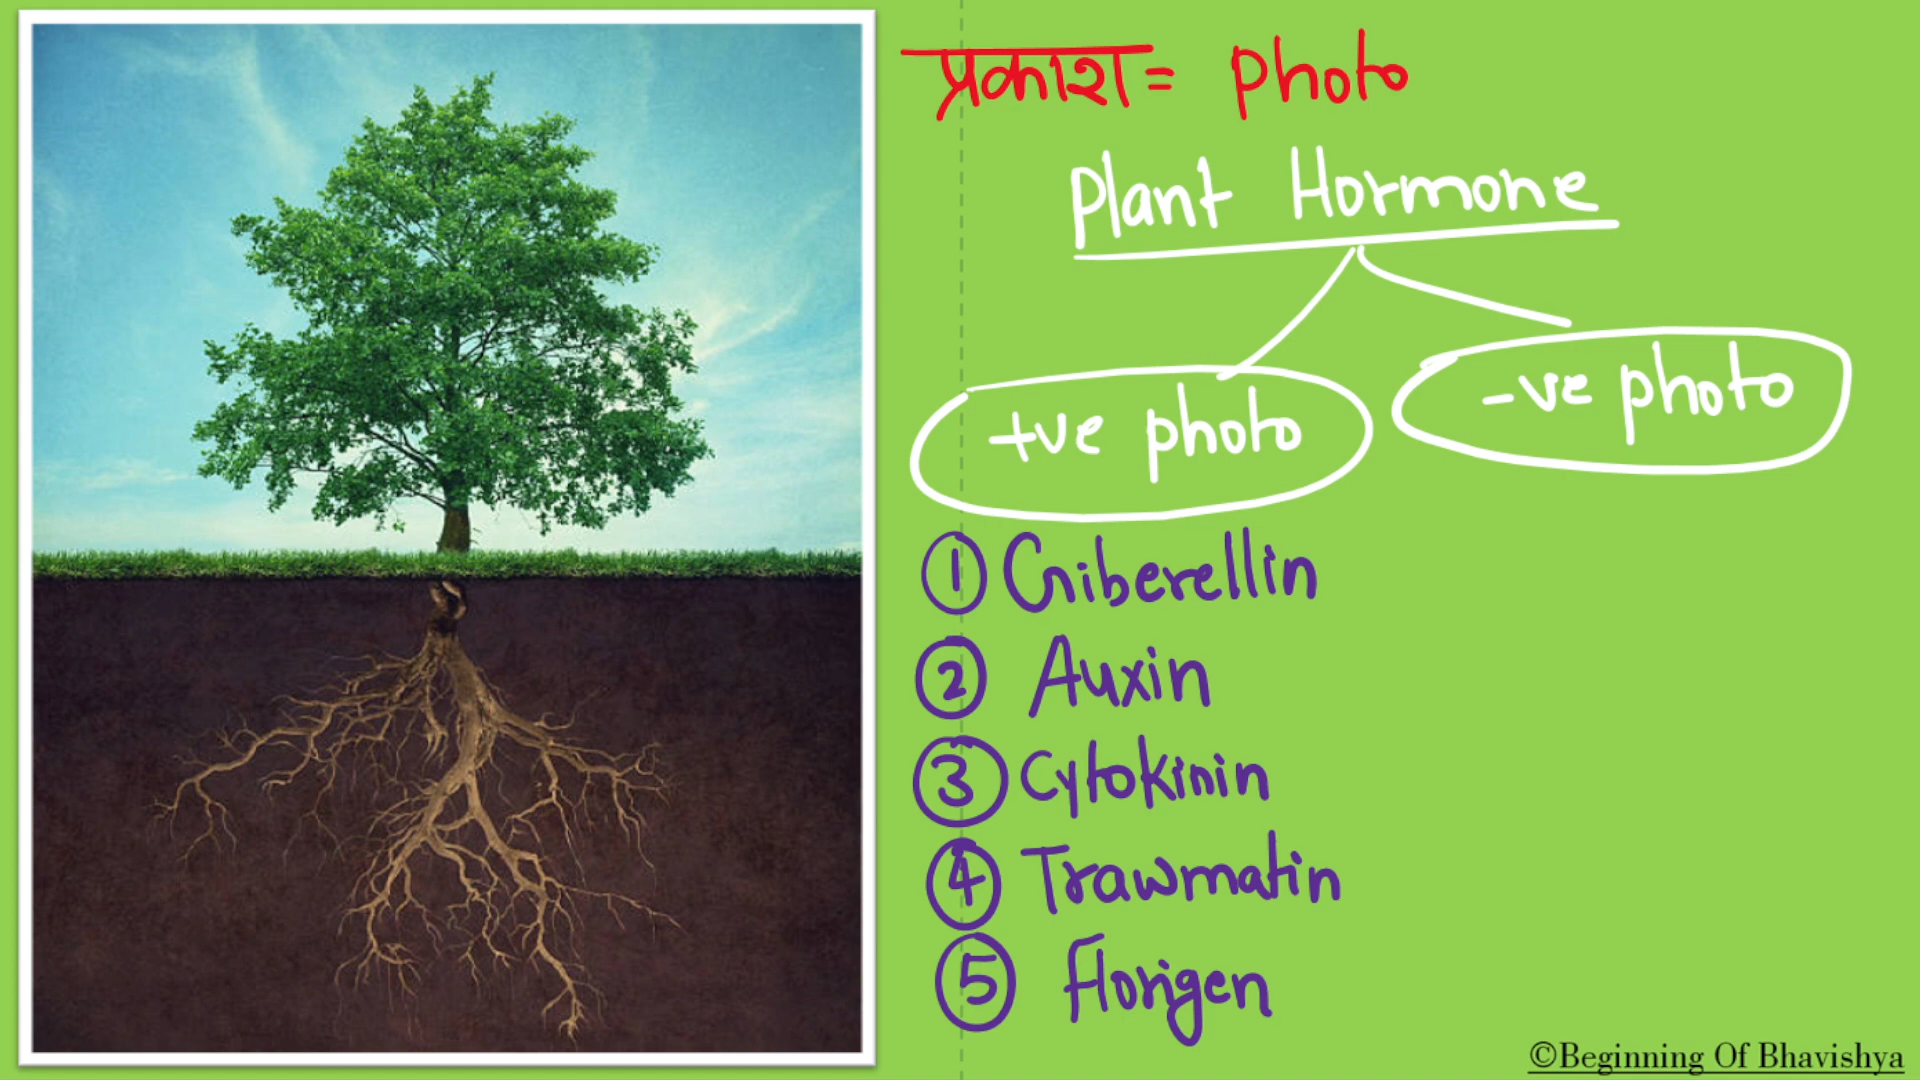 प्रकाश = photo
Plant Hormone
+ve photo
-ve photo
① Giberellin
② Auxin
③ Cytokinin
④ Trawmatin
⑤ Florigen
©Beginning Of Bhavishya